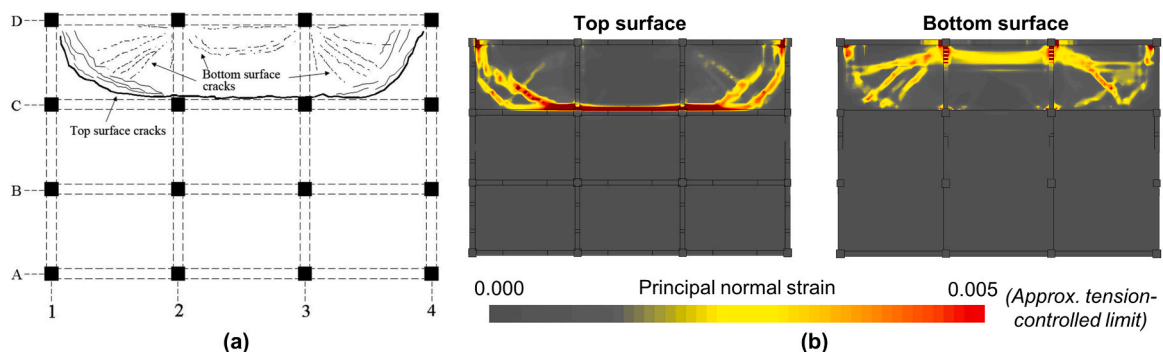 D
C
B
A
1 2 3 4
Bottom surface
cracks
Top surface cracks
(a)
Top surface
Bottom surface
0.000 Principal normal strain 0.005
(Approx. tension-
controlled limit)
(b)